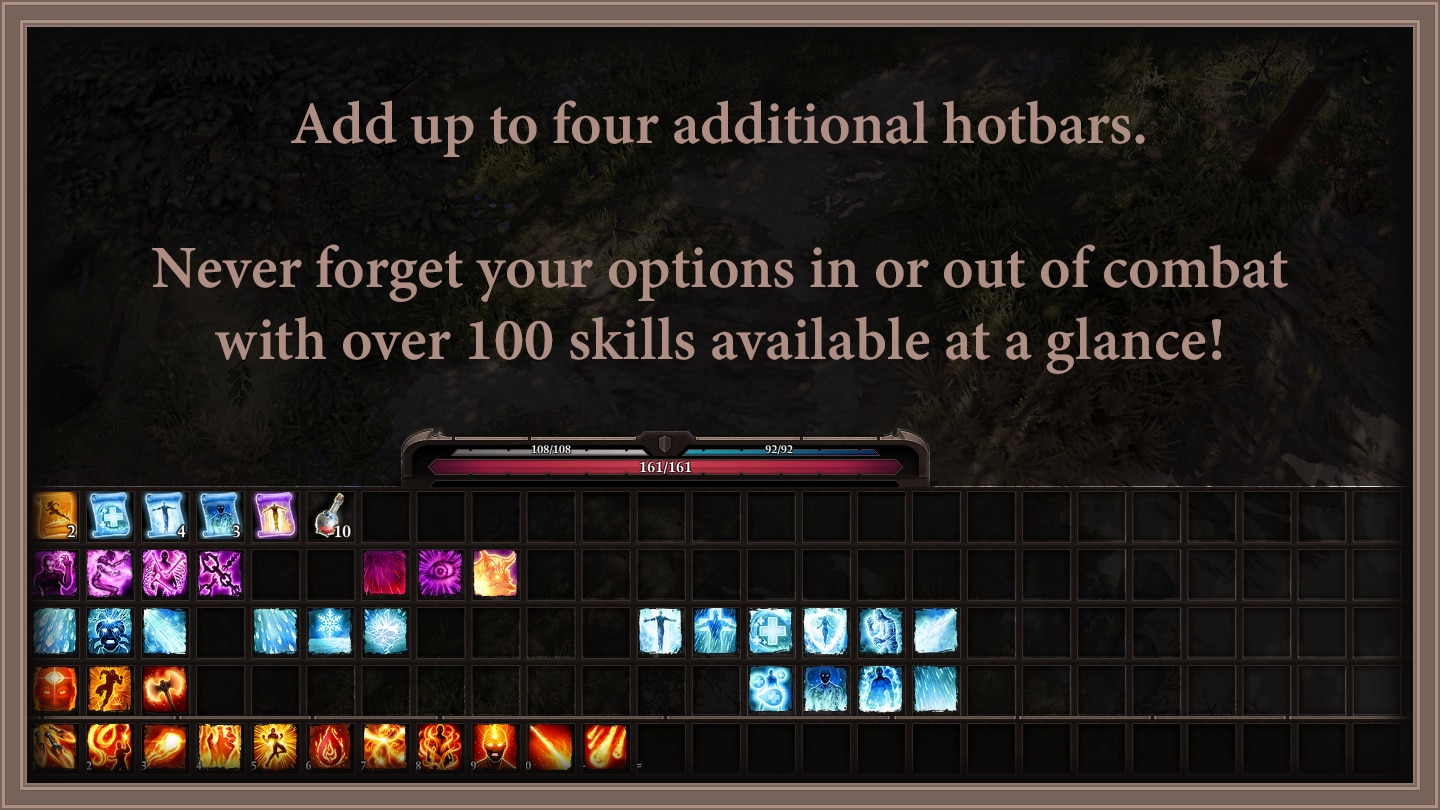 Add up to four additional hotbars.
Never forget your options in or out of combat
with over 100 skills available at a glance!
108/108 92/92
161/161
2 4 3 10
2 3 4 5 6 7 8 9 0 - =